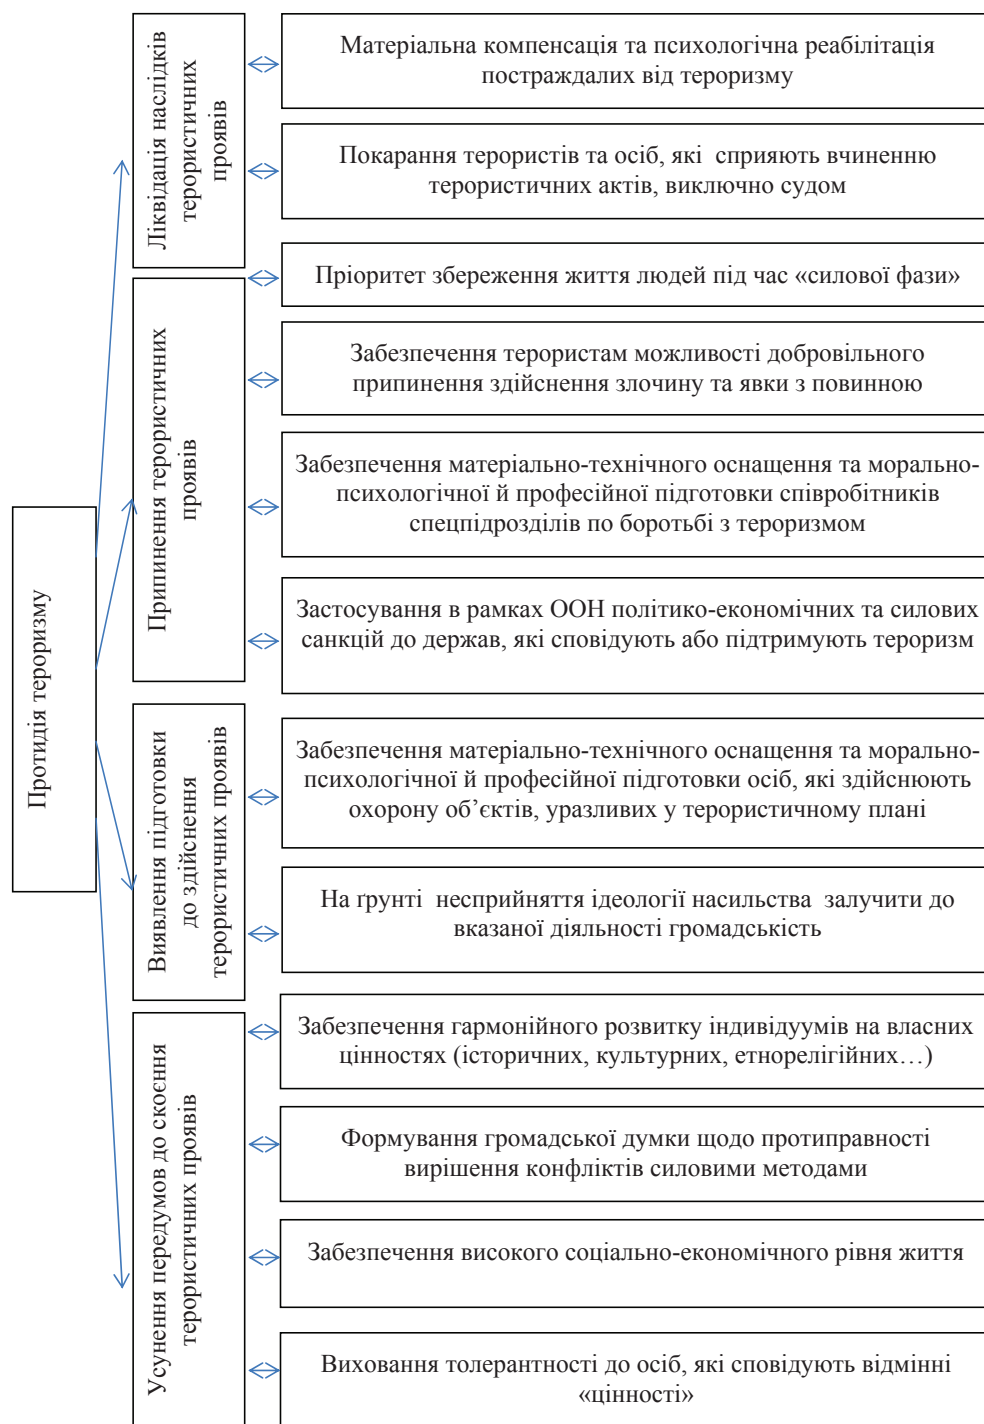 Протидія тероризму
Ліквідація наслідків
терористичних
проявів
Матеріальна компенсація та психологічна реабілітація
постраждалих від тероризму
Покарання терористів та осіб, які сприяють вчиненню
терористичних актів, виключно судом
Припинення терористичних
проявів
Пріоритет збереження життя людей під час «силової фази»
Забезпечення терористам можливості добровільного
припинення здійснення злочину та явки з повинною
Забезпечення матеріально-технічного оснащення та морально-
психологічної й професійної підготовки співробітників
спецпідрозділів по боротьбі з тероризмом
Застосування в рамках ООН політико-економічних та силових
санкцій до держав, які сповідують або підтримують тероризм
Виявлення підготовки
до здійснення
терористичних проявів
Забезпечення матеріально-технічного оснащення та морально-
психологічної й професійної підготовки осіб, які здійснюють
охорону об’єктів, уразливих у терористичному плані
На ґрунті несприйняття ідеології насильства залучити до
вказаної діяльності громадськість
Усунення передумов до скоєння
терористичних проявів
Забезпечення гармонійного розвитку індивідуумів на власних
цінностях (історичних, культурних, етнорелігійних…)
Формування громадської думки щодо протиправності
вирішення конфліктів силовими методами
Забезпечення високого соціально-економічного рівня життя
Виховання толерантності до осіб, які сповідують відмінні
«цінності»